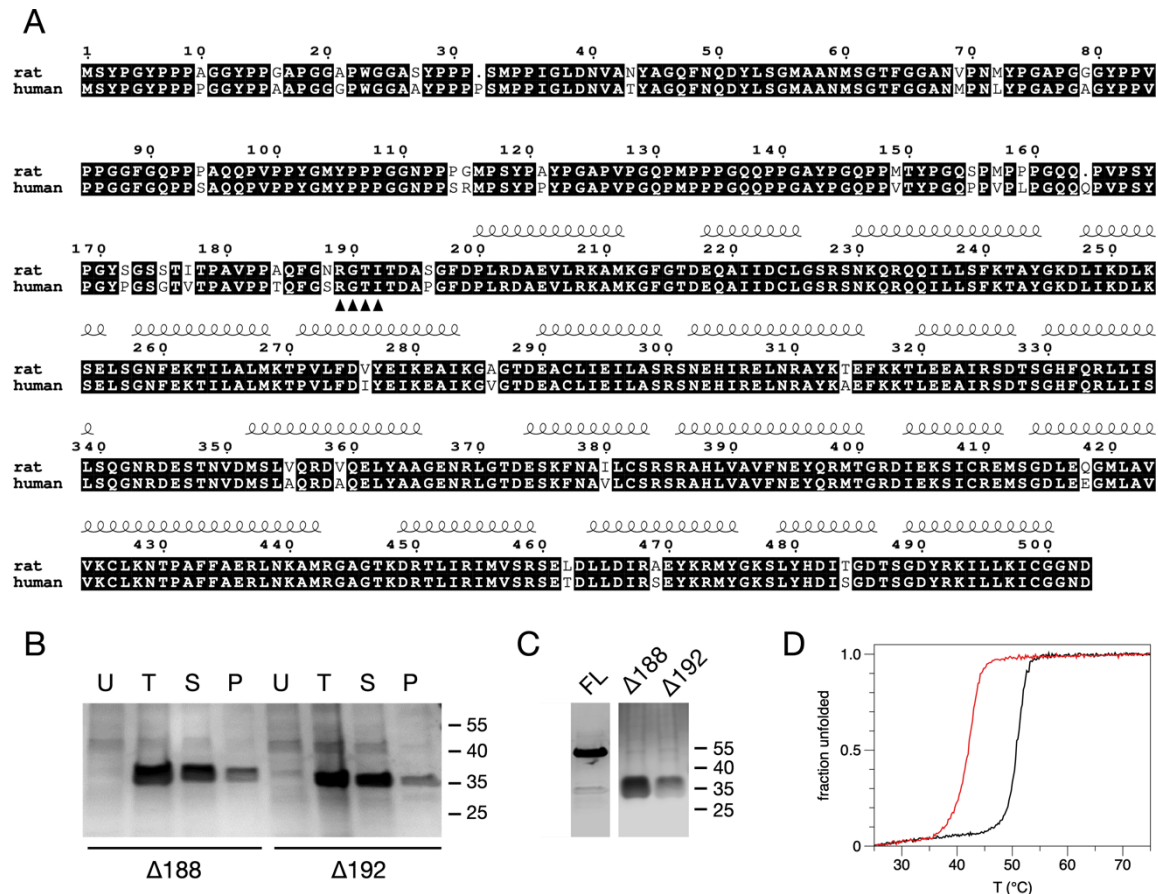 A
1 10 20 30 40 50 60 70 80
rat MSYPGYPPPAGGYPPGAPGGAPWGGASYPPP.SMPPIGLDNVANYAGQFNQDYLSGMAANMSGTFGGANVPNMYPGAPGGGYPPV
human MSYPGYPPPPGGYPPAAPGGGPWGGAAYPPPPSMPPIGLDNVATYAGQFNQDYLSGMAANMSGTFGGANMPNLYPGAPGAGYPPV
90 100 110 120 130 140 150 160
rat PPGGFGQPPPAQQPVPPYGMYPPPGGNPPPGMPSYPAYPGAPVPGQPMPPPGQQPPGAYPGQPPMTYPGQSPMPPPGQQ.PVPSY
human PPGGFGQPPSAQQPVPPYGMYPPPGGNPPSRMPSYPPYPGAPVPGQPMPPPGQQPPGAYPGQPPVTYPGQPPVPLPGQQQPVPSY
170 180 190 200 210 220 230 240 250
rat PGYSGSSTITPAVPPAQFGNRGTITDASGFDPLRDAEVLRKAMKGFGTDEQAIIDCLGSRSNKQRQQILLSFKTAYGKDLIKDLK
human PGYPGSGTVTPAVPPTQFGSRGTITDAPGFDPLRDAEVLRKAMKGFGTDEQAIIDCLGSRSNKQRQQILLSFKTAYGKDLIKDLK
260 270 280 290 300 310 320 330
rat SELSGNFEKTILALMKTPVLFDVYEIKEAIKGAGTDEACLIEILASRSNEHIRELNRAYKTEFKKTLEEAIRSDTSGHFQRLLIS
human SELSGNFEKTILALMKTPVLFDIYEIKEAIKGVGTDEACLIEILASRSNEHIRELNRAYKAEFKKTLEEAIRSDTSGHFQRLLIS
340 350 360 370 380 390 400 410 420
rat LSQGNRDESTNVDMSLVQRDVQELYAAGENRLGTDESKFNAILCSRSRAHLVAVFNEYQRMTGRDIEKSICREMSGDLEQGMLAV
human LSQGNRDESTNVDMSLAQRDAQELYAAGENRLGTDESKFNAVLCSRSRAHLVAVFNEYQRMTGRDIEKSICREMSGDLEEGMLAV
430 440 450 460 470 480 490 500
rat VKCLKNTPAFFAERLNKAMRGAGTKDRTLIRIMVSRSELDLLDIRAEYKRMYGKSLYHDITGDTSGDYRKILLKICGGND
human VKCLKNTPAFFAERLNKAMRGAGTKDRTLIRIMVSRSETDLLDIRSEYKRMYGKSLYHDISGDTSGDYRKILLKICGGND
B
U T S P U T S P
55
40
35
25
Δ188 Δ192
C
FL Δ188 Δ192
55
40
35
25
D
fraction unfolded
1.0
0.5
0
30 40 50 60 70
T (°C)